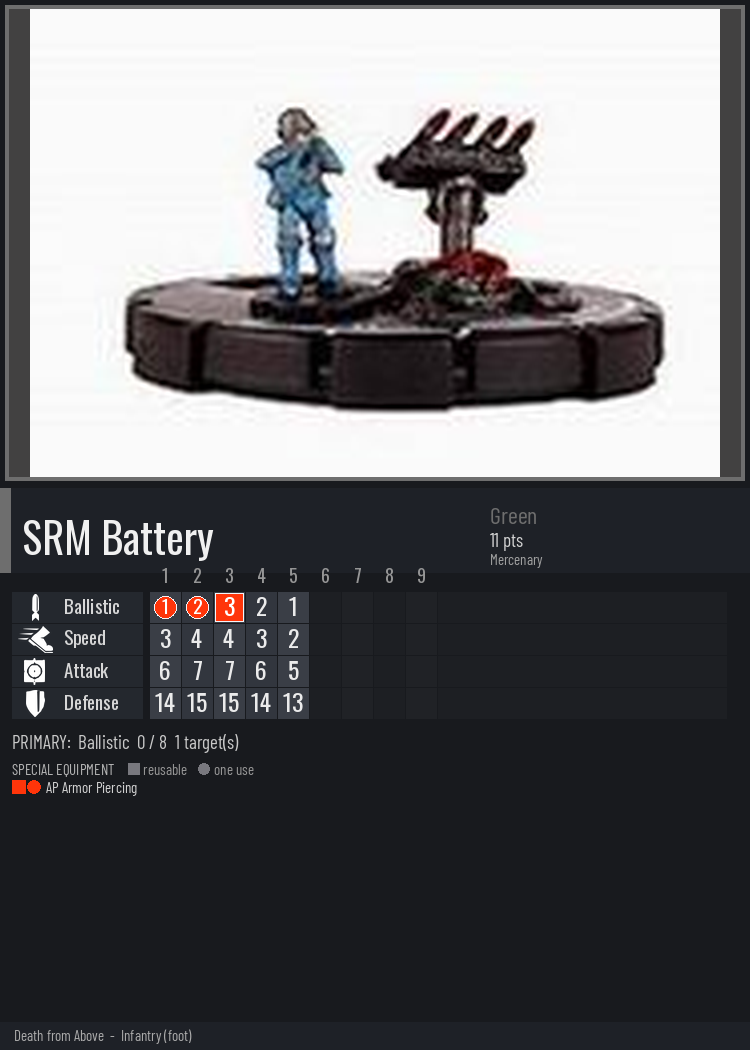 SRM Battery
Green
11 pts
Mercenary
1 2 3 4 5 6 7 8 9
Ballistic 1 2 3 2 1
Speed 3 4 4 3 2
Attack 6 7 7 6 5
Defense 14 15 15 14 13
PRIMARY: Ballistic 0 / 8 1 target(s)
SPECIAL EQUIPMENT reusable one use
AP Armor Piercing
Death from Above - Infantry (foot)